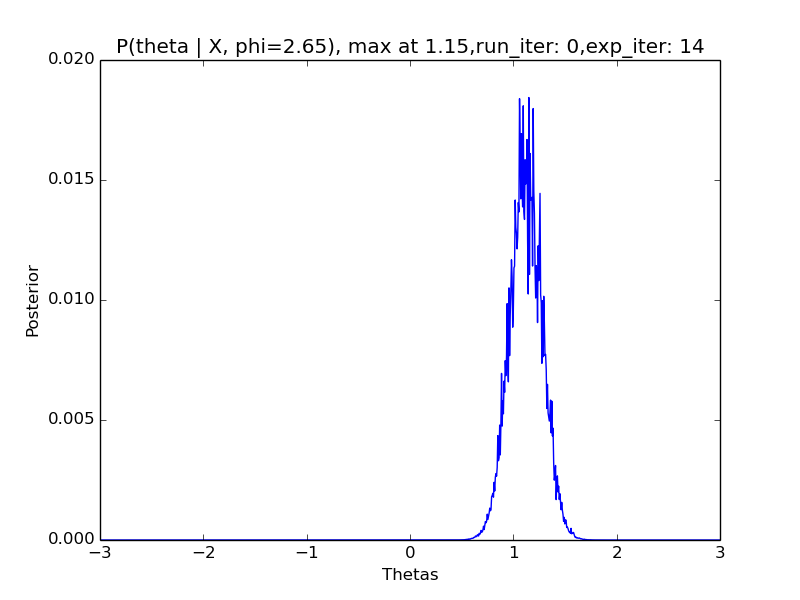 P(theta | X, phi=2.65), max at 1.15,run_iter: 0,exp_iter: 14
0.020
0.015
0.010
0.005
0.000
Posterior
−3 −2 −1 0 1 2 3
Thetas